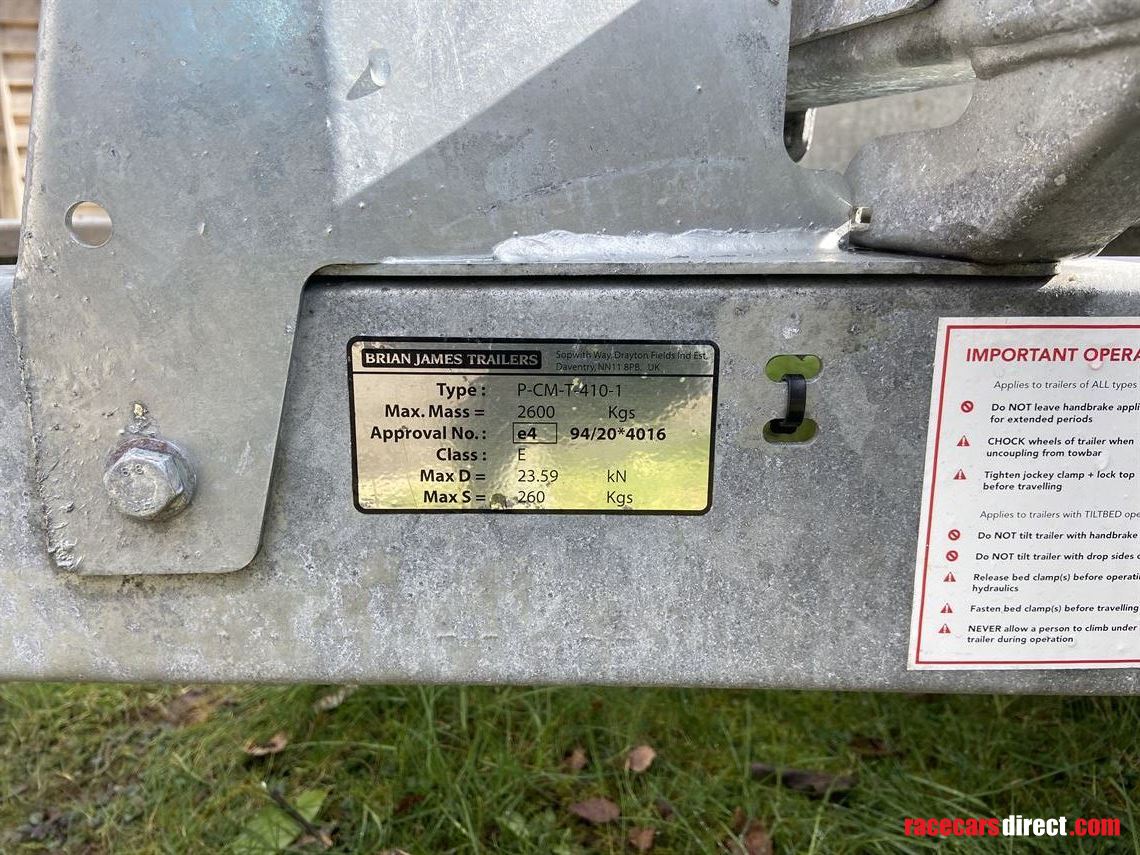 BRIAN JAMES TRAILERS Sopwith Way, Drayton Fields Ind Est,
Daventry, NN11 8PB. UK
Type : P-CM-T-410-1
Max. Mass = 2600 Kgs
Approval No. : e4 94/20*4016
Class : E
Max D = 23.59 kN
Max S = 260 Kgs
8.8
IMPORTANT OPERA
Applies to trailers of ALL types
Do NOT leave handbrake appli
for extended periods
CHOCK wheels of trailer when
uncoupling from towbar
Tighten jockey clamp + lock top
before travelling
Applies to trailers with TILTBED ope
Do NOT tilt trailer with handbrake
Do NOT tilt trailer with drop sides
Release bed clamp(s) before operati
hydraulics
Fasten bed clamp(s) before travelling
NEVER allow a person to climb under
trailer during operation
racecarsdirect.com